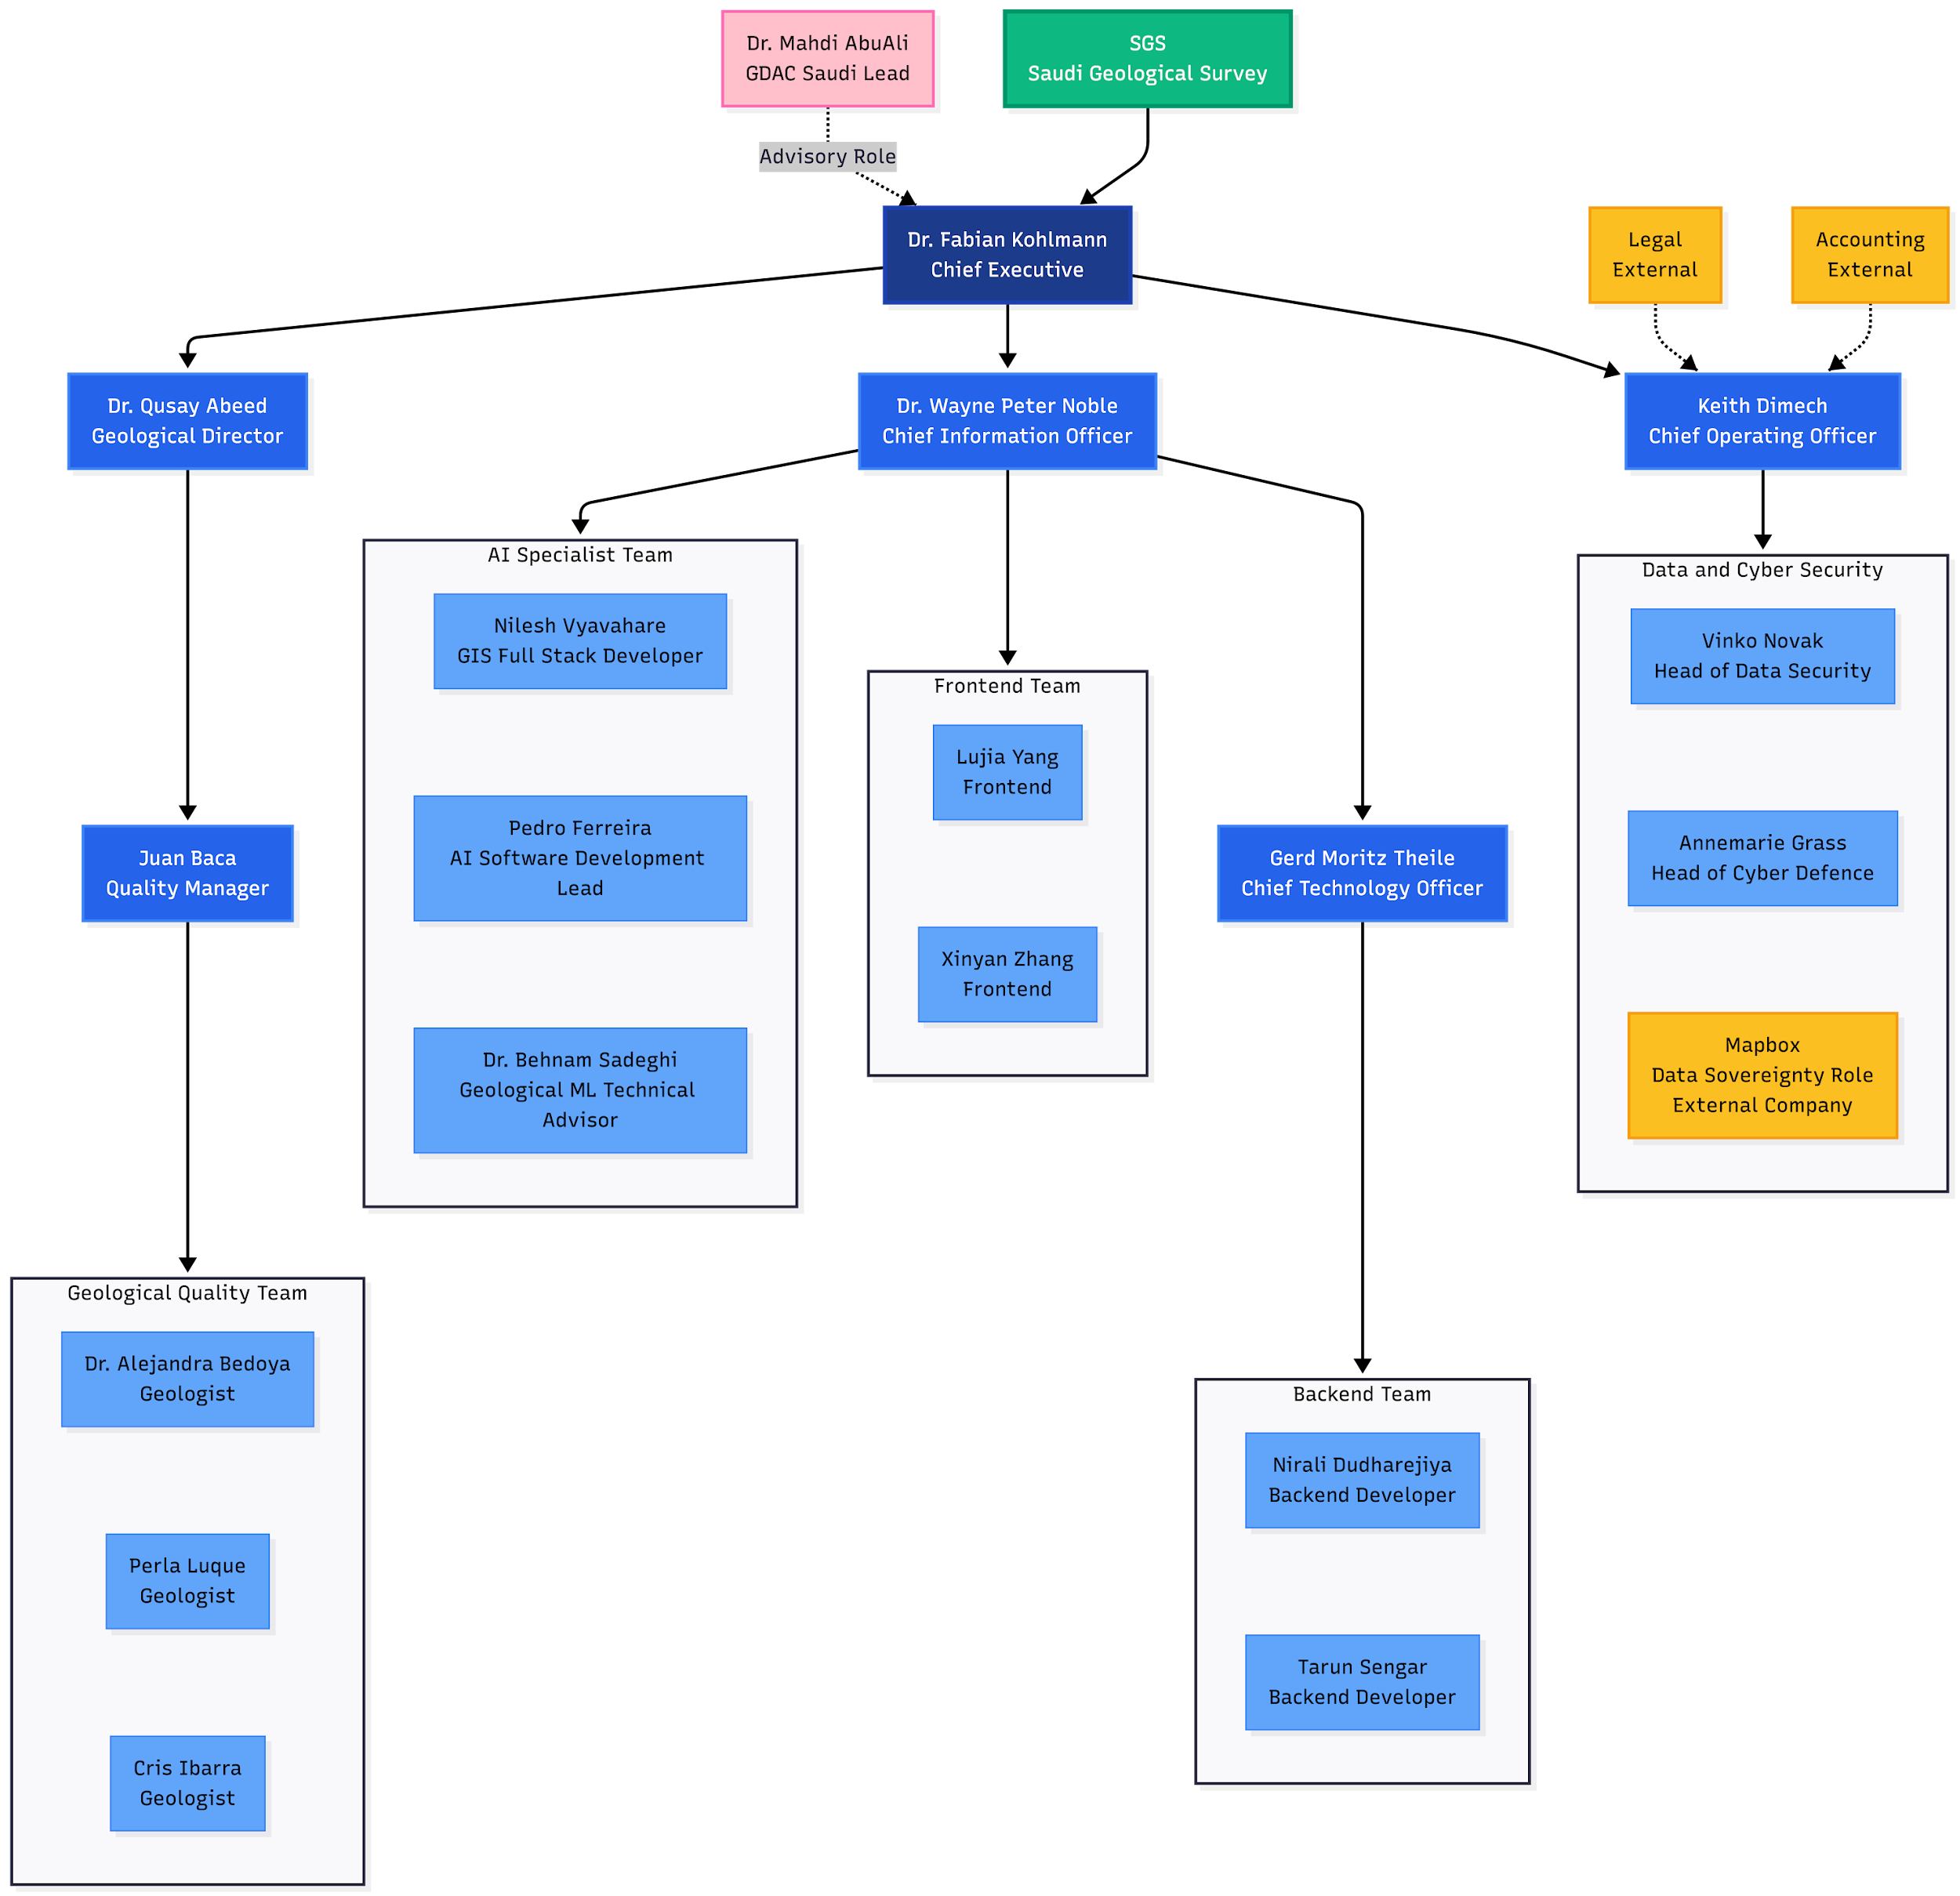 Dr. Mahdi AbuAli
GDAC Saudi Lead
SGS
Saudi Geological Survey
Advisory Role
Dr. Fabian Kohlmann
Chief Executive
Legal
External
Accounting
External
Dr. Qusay Abeed
Geological Director
Dr. Wayne Peter Noble
Chief Information Officer
Keith Dimech
Chief Operating Officer
AI Specialist Team
Nilesh Vyavahare
GIS Full Stack Developer
Pedro Ferreira
AI Software Development
Lead
Dr. Behnam Sadeghi
Geological ML Technical
Advisor
Frontend Team
Lujia Yang
Frontend
Xinyan Zhang
Frontend
Data and Cyber Security
Vinko Novak
Head of Data Security
Annemarie Grass
Head of Cyber Defence
Mapbox
Data Sovereignty Role
External Company
Juan Baca
Quality Manager
Gerd Moritz Theile
Chief Technology Officer
Geological Quality Team
Dr. Alejandra Bedoya
Geologist
Perla Luque
Geologist
Cris Ibarra
Geologist
Backend Team
Nirali Dudharejiya
Backend Developer
Tarun Sengar
Backend Developer